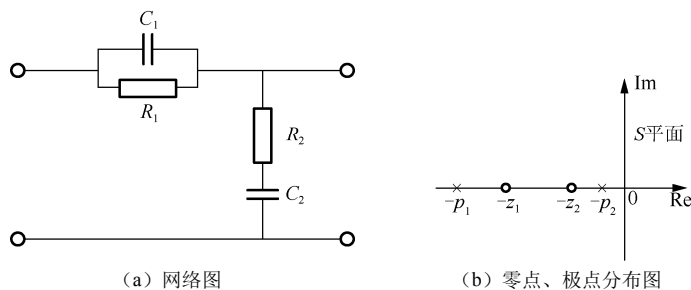 C₁
R₁
R₂
C₂
（a）网络图
Im
S平面
−p₁
−z₁
−z₂
−p₂
0
Re
（b）零点、极点分布图